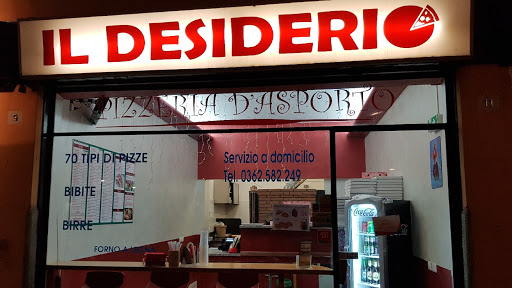 IL DESIDERIO
PIZZERIA D'ASPORTO
70 TIPI DI PIZZE
BIBITE
BIRRE
FORNO A
Servizio a domicilio
Tel. 0362.582.249
Coca-Cola